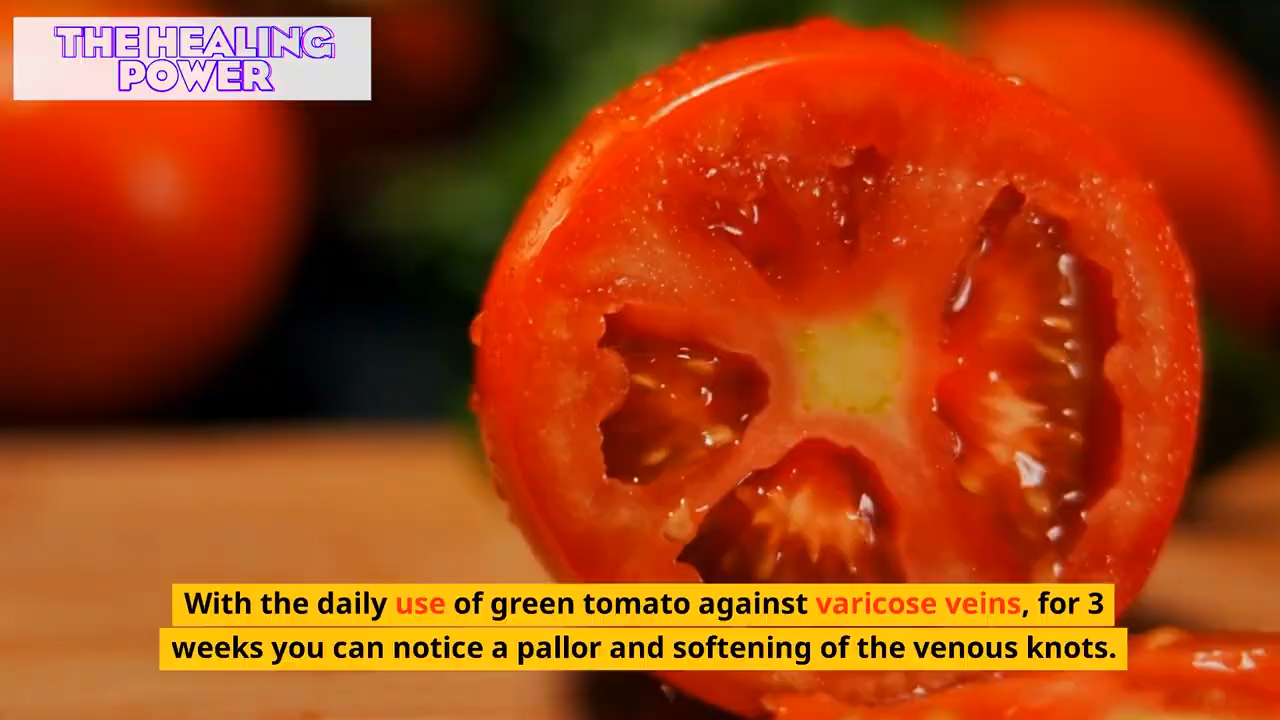 THE HEALING
POWER
With the daily use of green tomato against varicose veins, for 3
weeks you can notice a pallor and softening of the venous knots.